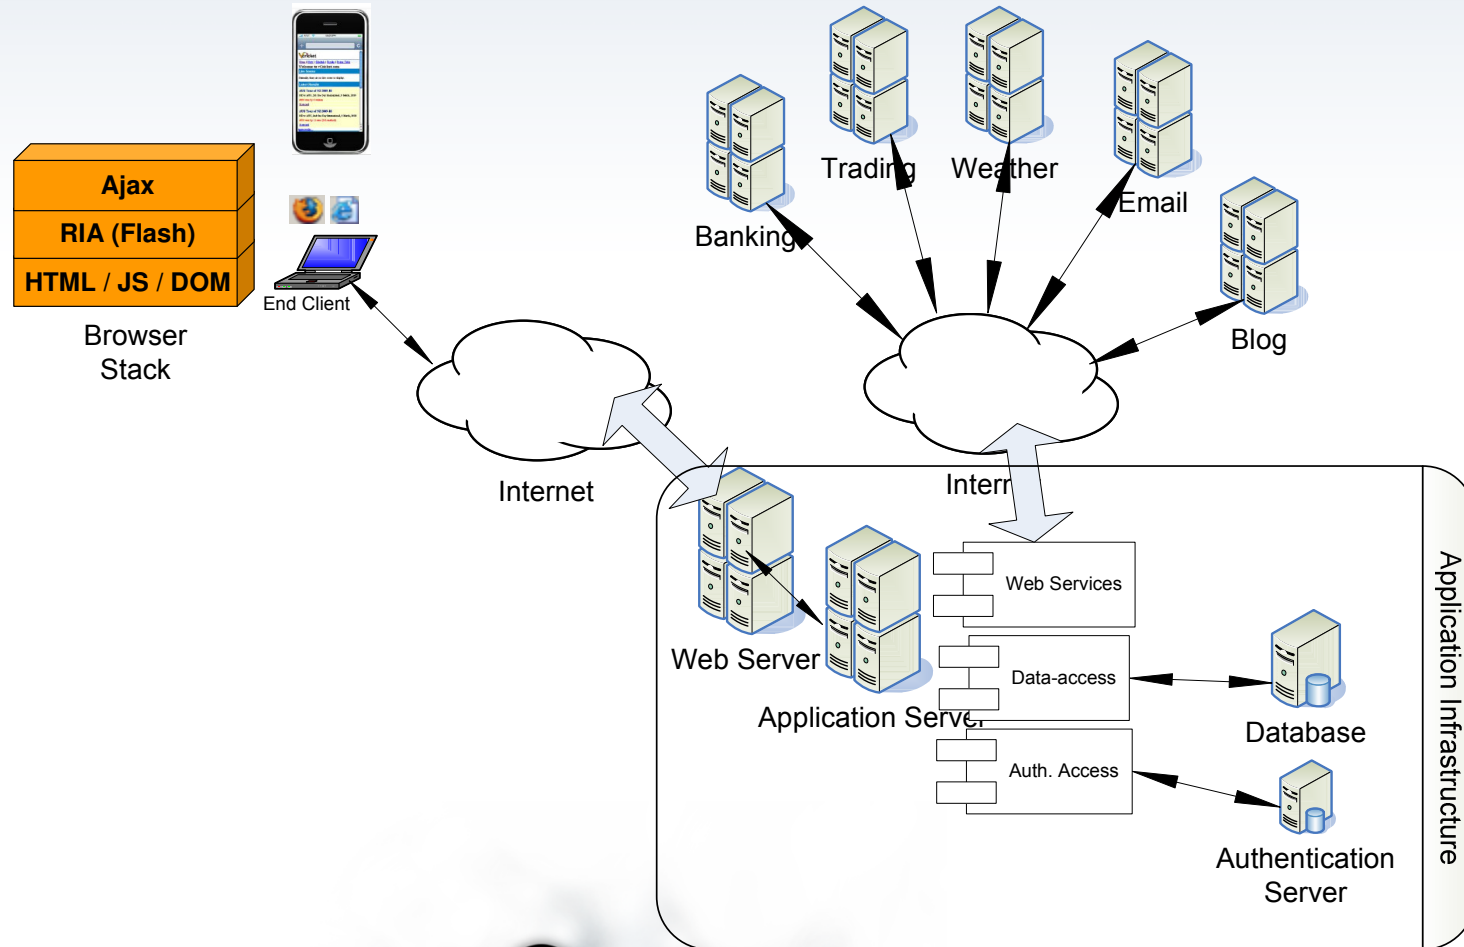 Ajax
RIA (Flash)
HTML / JS / DOM
Browser
Stack
End Client
Internet
Banking
Trading
Weather
Email
Blog
Intern
Web Server
Application Server
Web Services
Data-access
Auth. Access
Database
Authentication
Server
Application Infrastructure